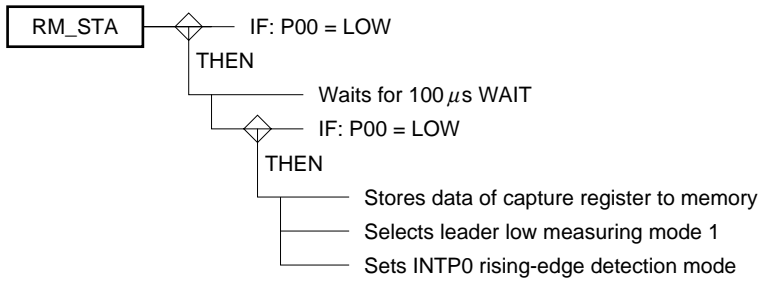 RM_STA
IF: P00 = LOW
THEN
Waits for 100 μs WAIT
IF: P00 = LOW
THEN
Stores data of capture register to memory
Selects leader low measuring mode 1
Sets INTP0 rising-edge detection mode